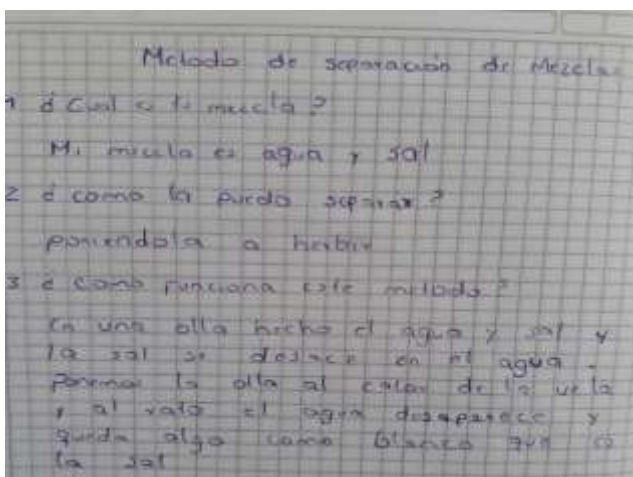 Metodo de separación de Mezclas
1 ¿Cual es tu mezcla?
Mi mezcla es agua y sal
2 ¿como la puedo separar?
poniendola a herbir
3 ¿como funciona este metodo?
en una olla hecho el agua y sal y
la sal se desace en el agua.
Ponemos la olla al calor de la vela
y al rato el agua desaparece y
queda algo como blanco que es
la sal